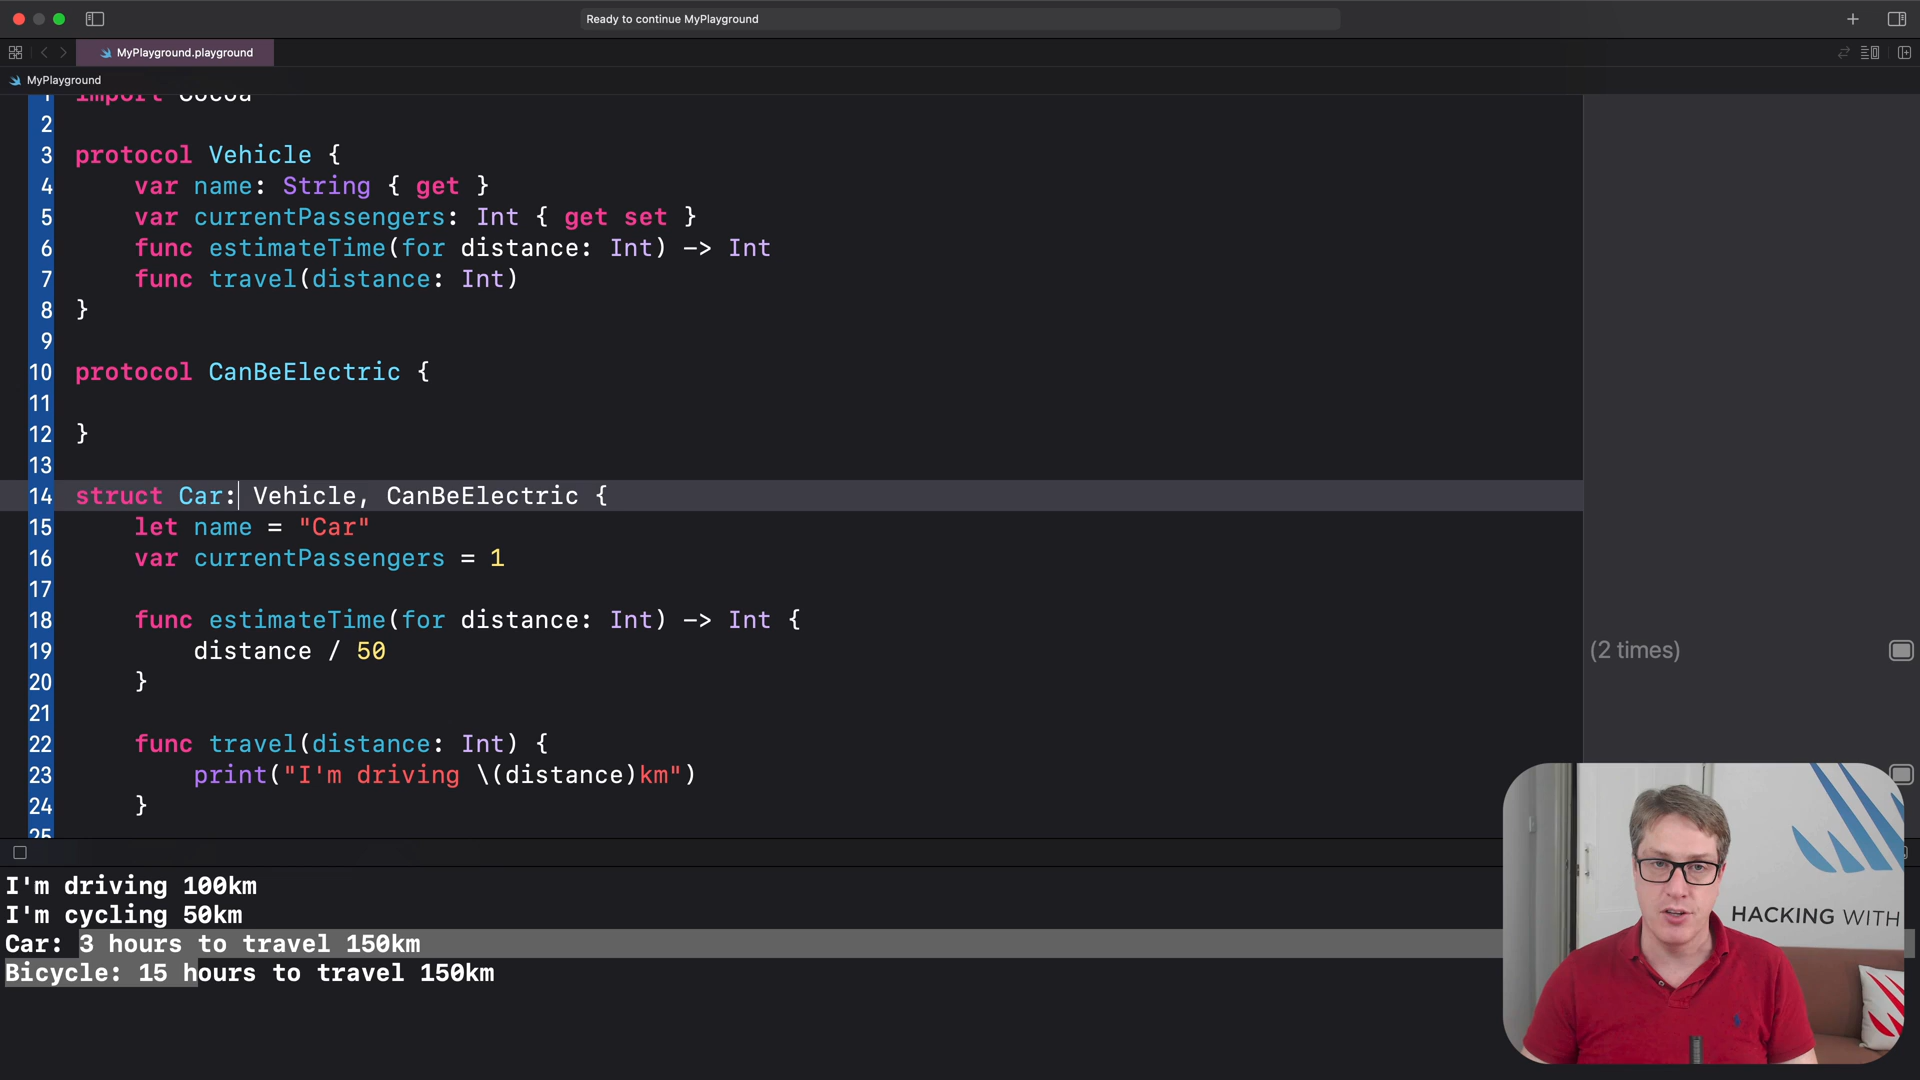 Ready to continue MyPlayground
MyPlayground.playground
MyPlayground
1 import Cocoa
2
3 protocol Vehicle {
4 var name: String { get }
5 var currentPassengers: Int { get set }
6 func estimateTime(for distance: Int) -> Int
7 func travel(distance: Int)
8 }
9
10 protocol CanBeElectric {
11
12 }
13
14 struct Car: Vehicle, CanBeElectric {
15 let name = "Car"
16 var currentPassengers = 1
17
18 func estimateTime(for distance: Int) -> Int {
19 distance / 50
(2 times)
20 }
21
22 func travel(distance: Int) {
23 print("I'm driving \(distance)km")
24 }
25
I'm driving 100km
I'm cycling 50km
Car: 3 hours to travel 150km
Bicycle: 15 hours to travel 150km
HACKING WITH